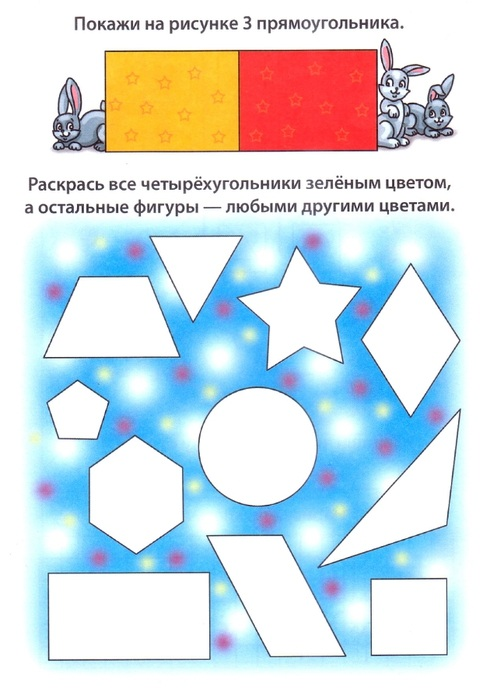 Покажи на рисунке 3 прямоугольника.
Раскрась все четырёхугольники зелёным цветом,
а остальные фигуры — любыми другими цветами.